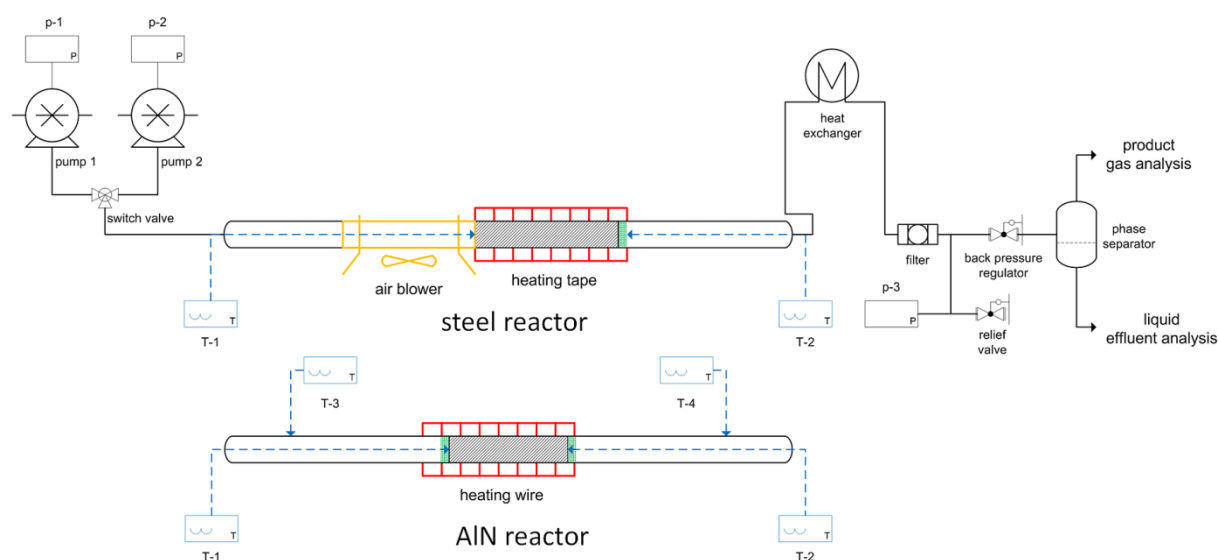 p-1
p-2
P
P
pump 1
pump 2
switch valve
air blower
heating tape
steel reactor
T
T-1
T
T-2
heat
exchanger
filter
back pressure
regulator
p-3
P
relief
valve
phase
separator
product
gas analysis
liquid
effluent analysis
T
T-3
T
T-4
heating wire
AlN reactor
T
T-1
T
T-2